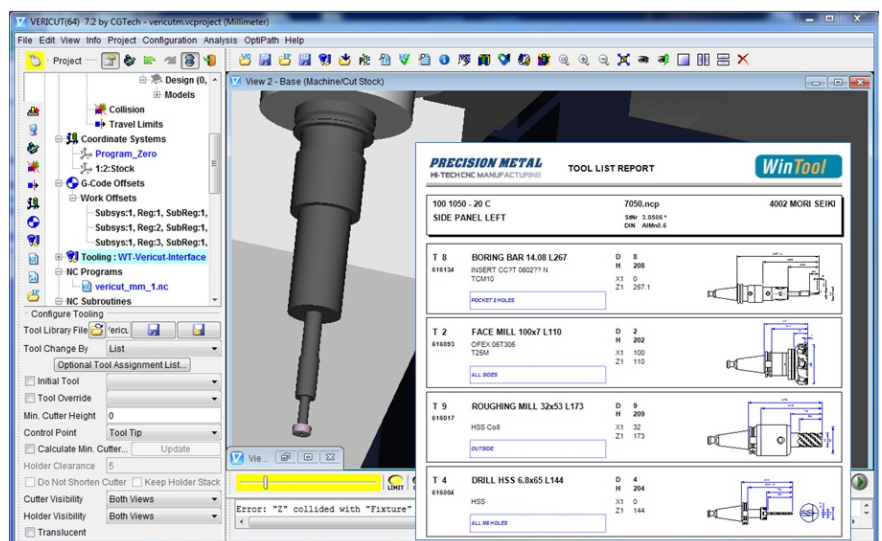 VERICUT(64) 7.2 by CGTech - vericutm.vcproject (Millimeter)
File Edit View Info Project Configuration Analysis OptiPath Help
Project
Design (0,
Models
Collision
Travel Limits
Coordinate Systems
Program_Zero
1:2:Stock
G-Code Offsets
Work Offsets
Subsys:1, Reg:1, SubReg:1,
Subsys:1, Reg:2, SubReg:1,
Subsys:1, Reg:3, SubReg:1,
Tooling : WT-Vericut-Interface
NC Programs
vericut_mm_1.nc
NC Subroutines
Configure Tooling
Tool Library File
Tool Change By List
Optional Tool Assignment List...
Initial Tool
Tool Override
Min. Cutter Height 0
Control Point Tool Tip
Calculate Min. Cutter... Update
Holder Clearance 5
Do Not Shorten Cutter Keep Holder Stack
Cutter Visibility Both Views
Holder Visibility Both Views
Translucent
View 2 - Base (Machine/Cut Stock)
Vie...
LIMIT
Error: "Z" collided with "Fixture"
PRECISION METAL
HI-TECH CNC MANUFACTURING
TOOL LIST REPORT
WinTool
100 1050 - 20 C 7050.ncp 4002 MORI SEIKI
SIDE PANEL LEFT
T 8 BORING BAR 14.08 L267 D 8
616134 INSERT CC?T 0602?? N H 208
TCM10 X1 0
Z1 267.1
POCKET 2 HOLES
T 2 FACE MILL 100x7 L110 D 2
616093 OFEX 05T305 H 202
T25M X1 100
Z1 110
ALL SIDES
T 9 ROUGHING MILL 32x53 L173 D 9
616017 H 209
HSS Co8 X1 32
Z1 173
OUTSIDE
T 4 DRILL HSS 6.8x65 L144 D 4
616004 H 204
HSS X1 0
Z1 144
ALL M8 HOLES